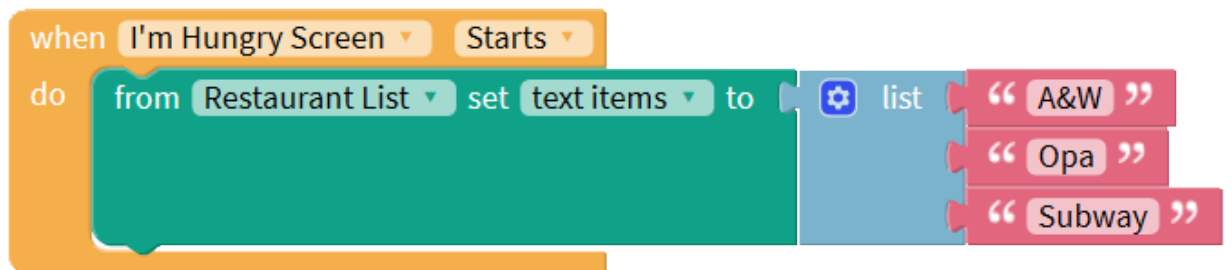 when I'm Hungry Screen Starts
do from Restaurant List set text items to list “ A&W ”
“ Opa ”
“ Subway ”